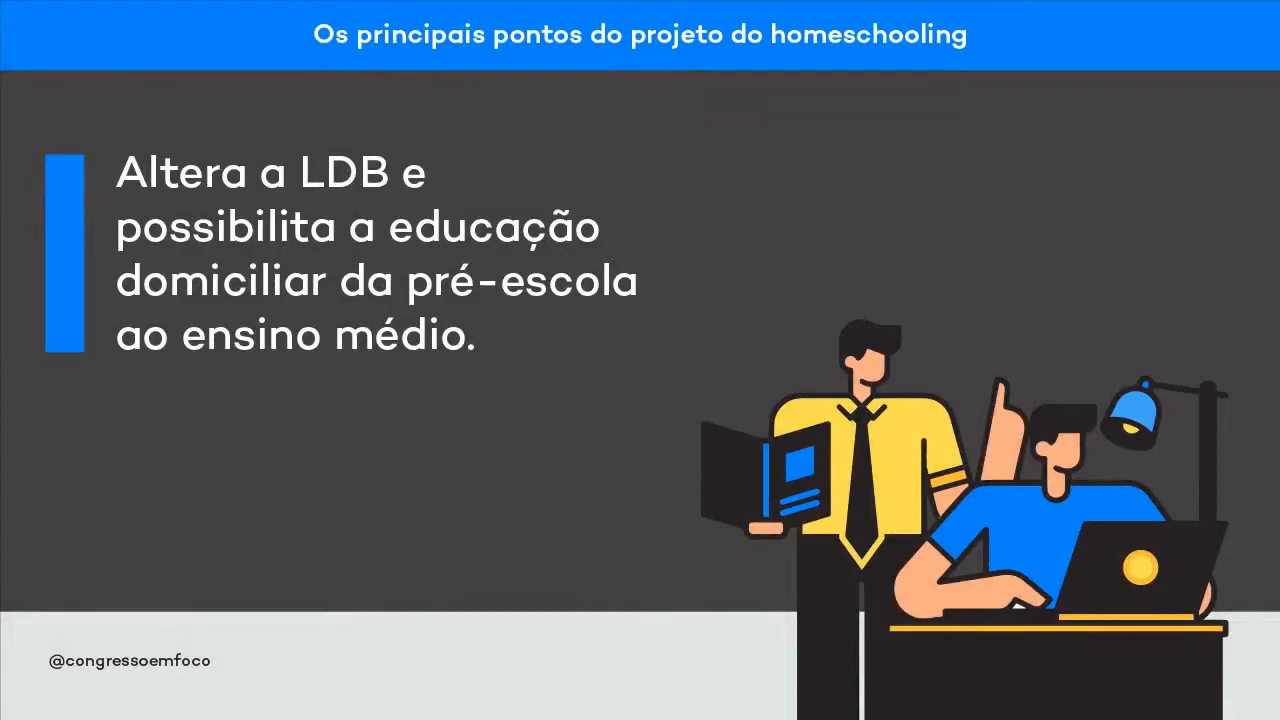 Os principais pontos do projeto do homeschooling
Altera a LDB e
possibilita a educação
domiciliar da pré-escola
ao ensino médio.
@congressoemfoco